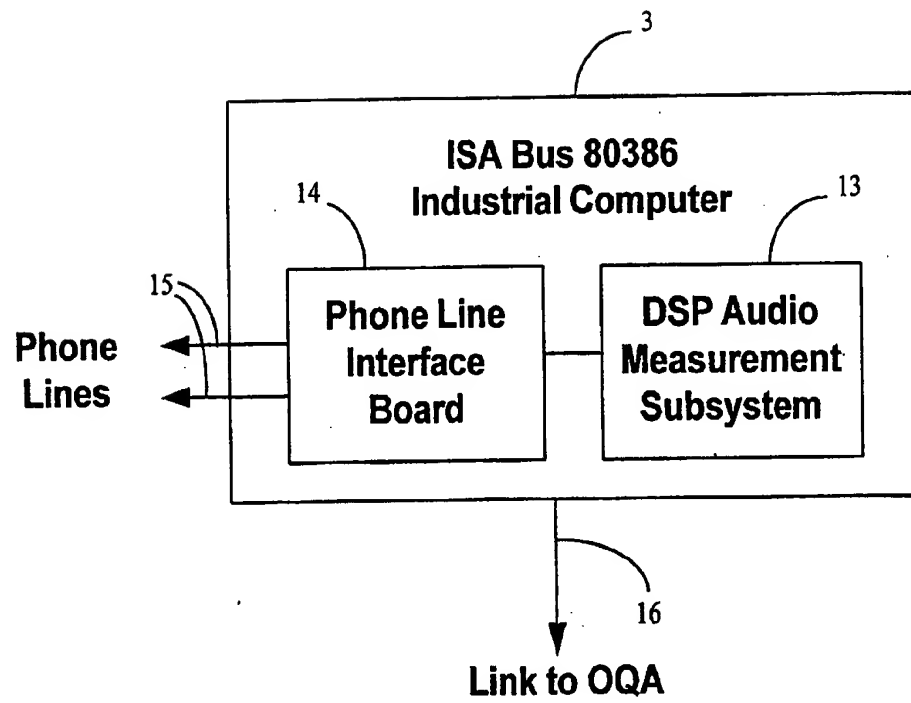 3
ISA Bus 80386
Industrial Computer
14
13
15
Phone
Lines
Phone Line
Interface
Board
DSP Audio
Measurement
Subsystem
16
Link to OQA